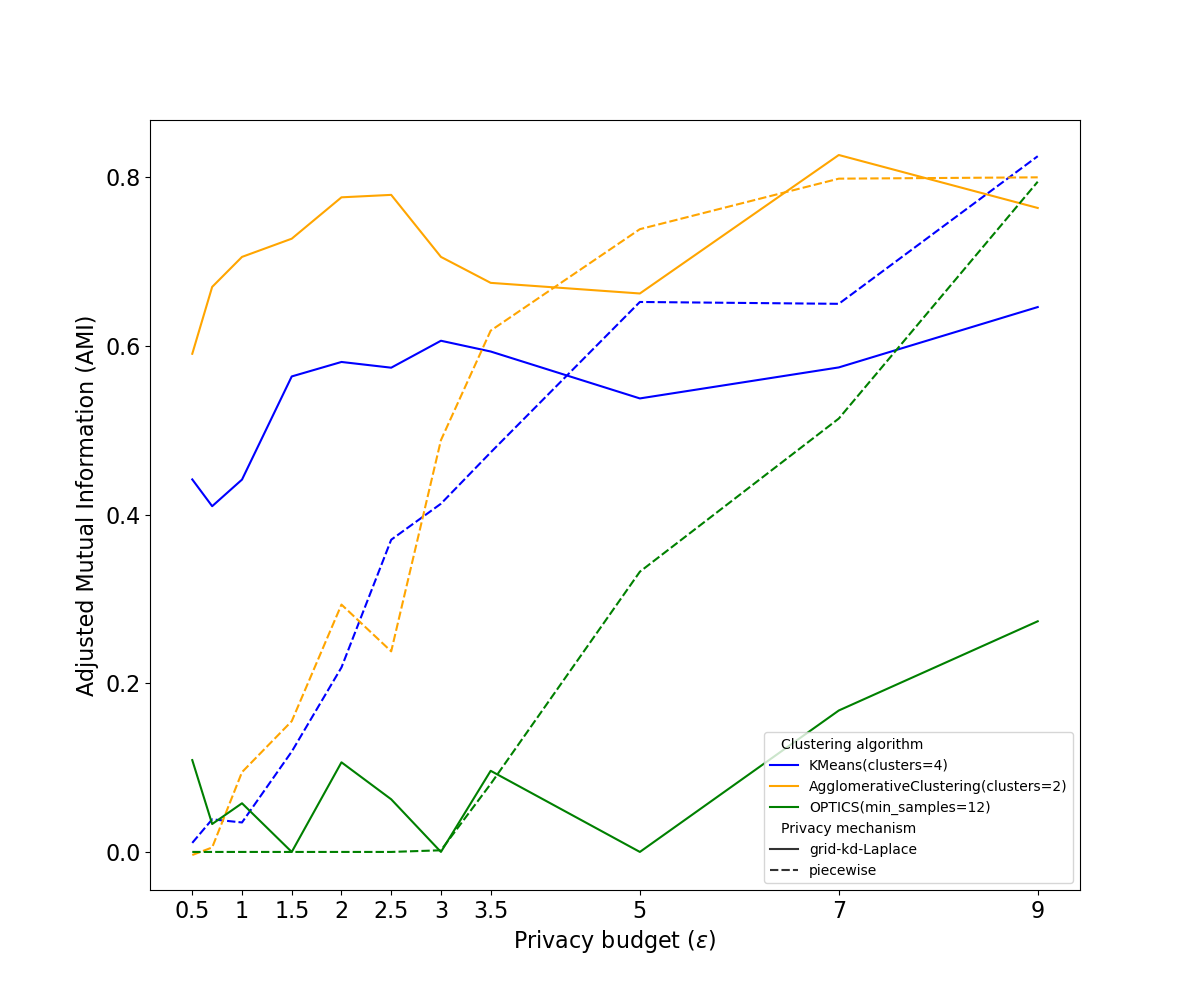 0.8
0.6
0.4
0.2
0.0
Adjusted Mutual Information (AMI)
0.5 1 1.5 2 2.5 3 3.5 5 7 9
Privacy budget (ε)
Clustering algorithm
KMeans(clusters=4)
AgglomerativeClustering(clusters=2)
OPTICS(min_samples=12)
Privacy mechanism
grid-kd-Laplace
piecewise